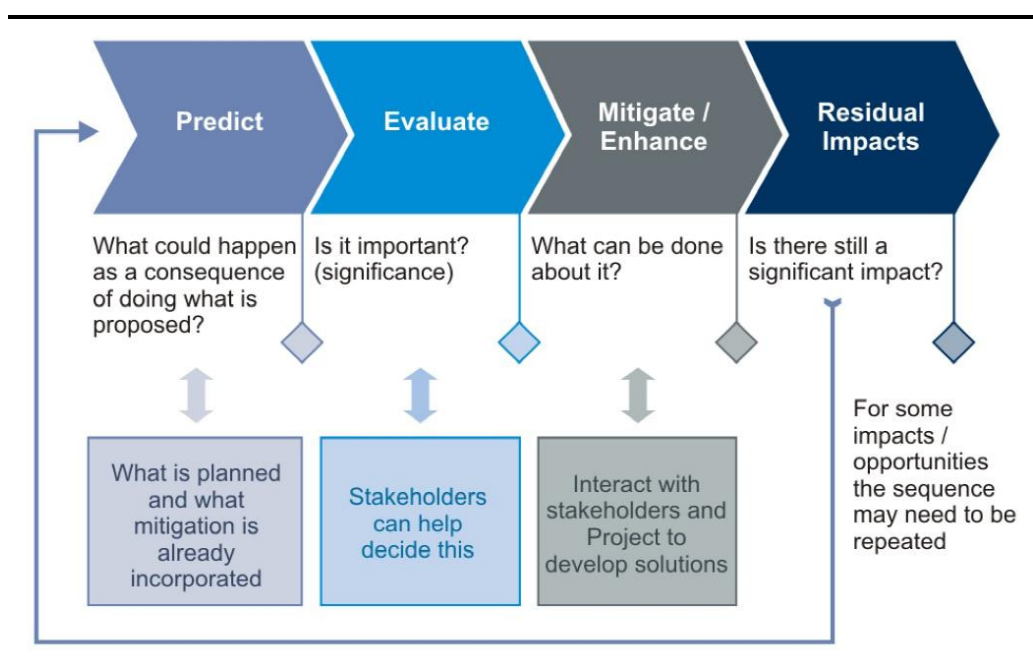 Predict
Evaluate
Mitigate /
Enhance
Residual
Impacts
What could happen
as a consequence
of doing what is
proposed?
Is it important?
(significance)
What can be done
about it?
Is there still a
significant impact?
What is planned
and what
mitigation is
already
incorporated
Stakeholders
can help
decide this
Interact with
stakeholders and
Project to
develop solutions
For some
impacts /
opportunities
the sequence
may need to be
repeated